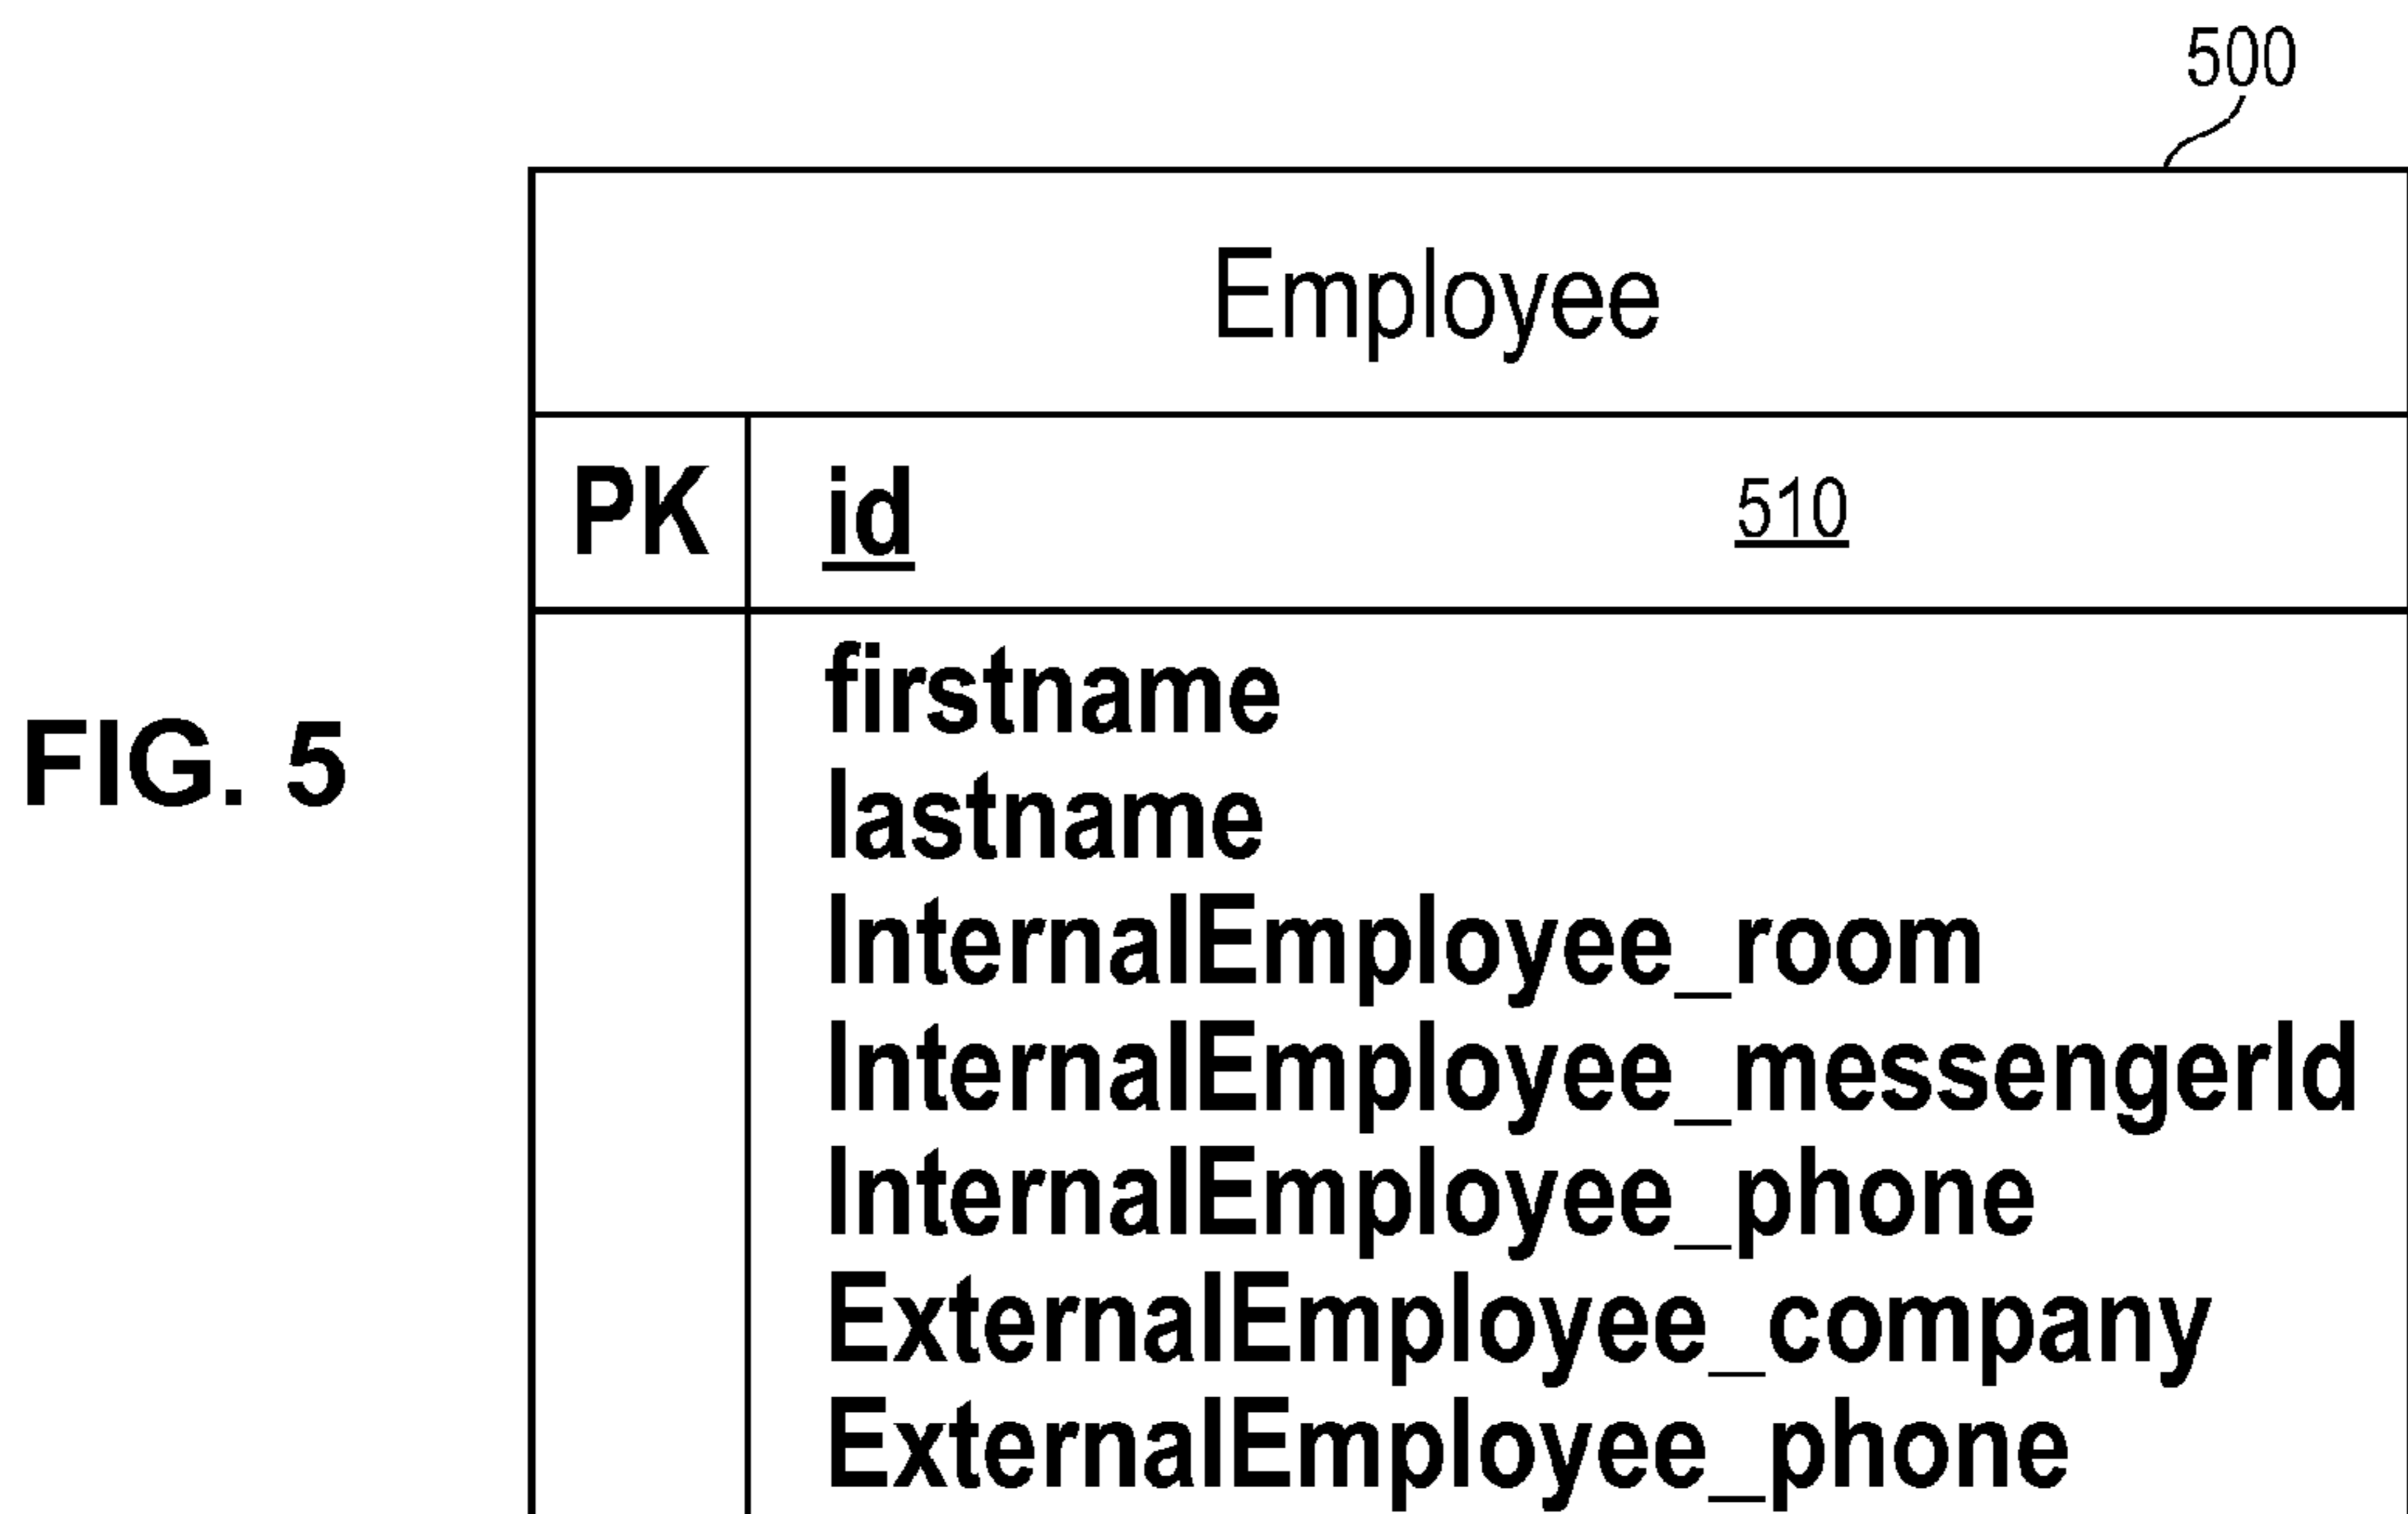 500
Employee
PK id 510
firstname
lastname
InternalEmployee_room
InternalEmployee_messengerId
InternalEmployee_phone
ExternalEmployee_company
ExternalEmployee_phone
FIG. 5